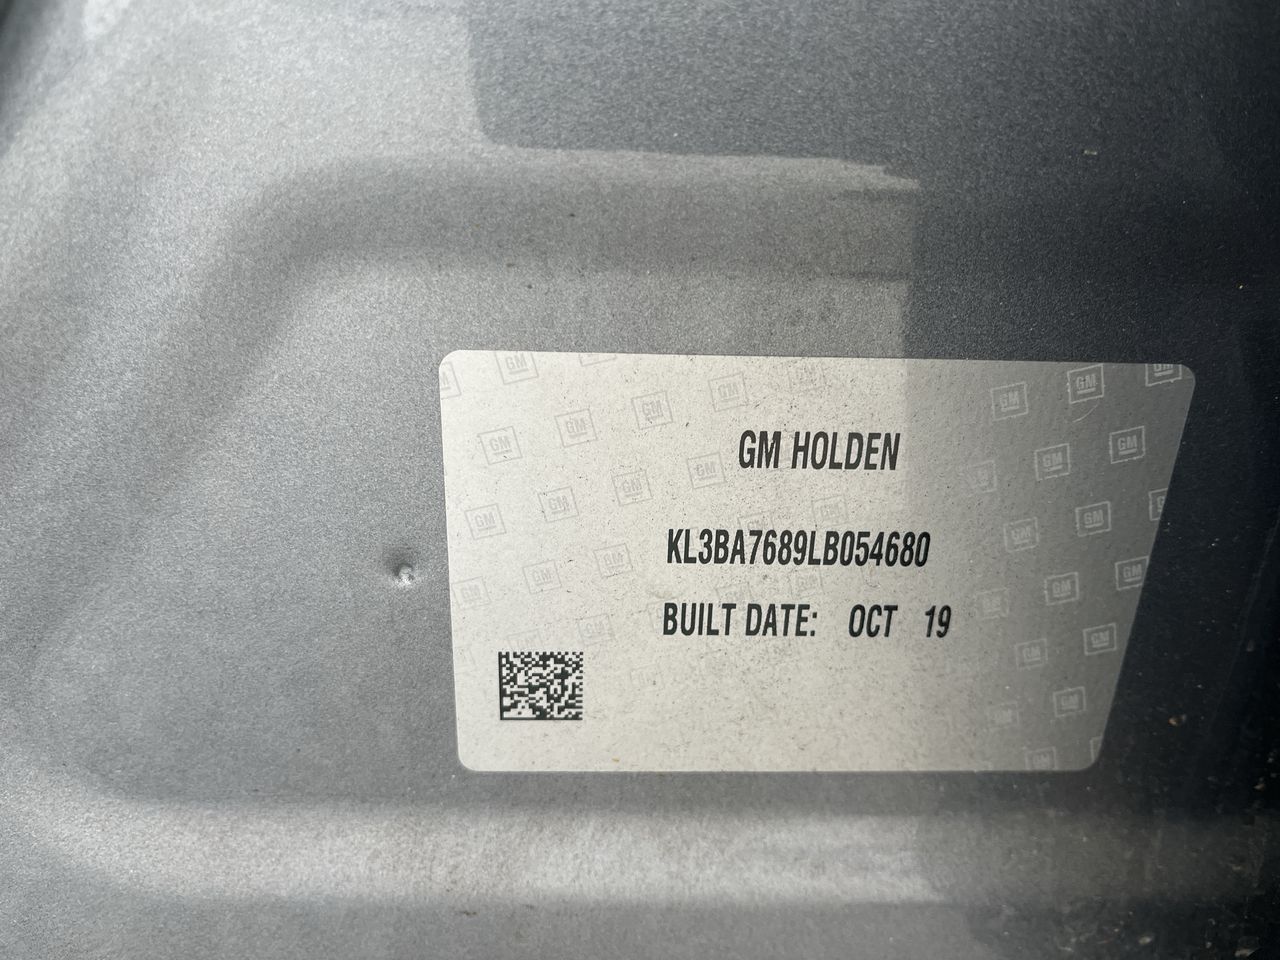 GM HOLDEN
KL3BA7689LB054680
BUILT DATE: OCT 19